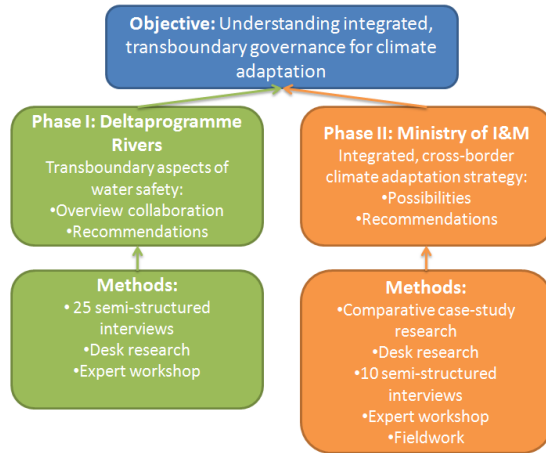 Objective: Understanding integrated,
transboundary governance for climate
adaptation
Phase I: Deltaprogramme
Rivers
Transboundary aspects of
water safety:
•Overview collaboration
•Recommendations
Phase II: Ministry of I&M
Integrated, cross-border
climate adaptation strategy:
•Possibilities
•Recommendations
Methods:
•25 semi-structured
interviews
•Desk research
•Expert workshop
Methods:
•Comparative case-study
research
•Desk research
•10 semi-structured
interviews
•Expert workshop
•Fieldwork